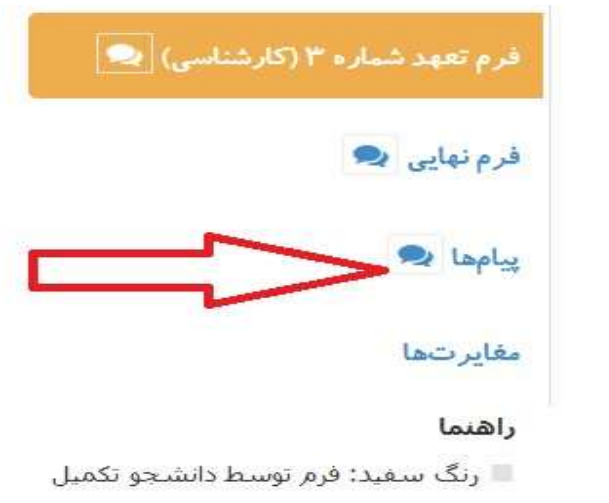 فرم تعهد شماره ۳ (کارشناسی)
فرم نهایی
پیام‌ها
مغایرت‌ها
راهنما
رنگ سفید: فرم توسط دانشجو تکمیل